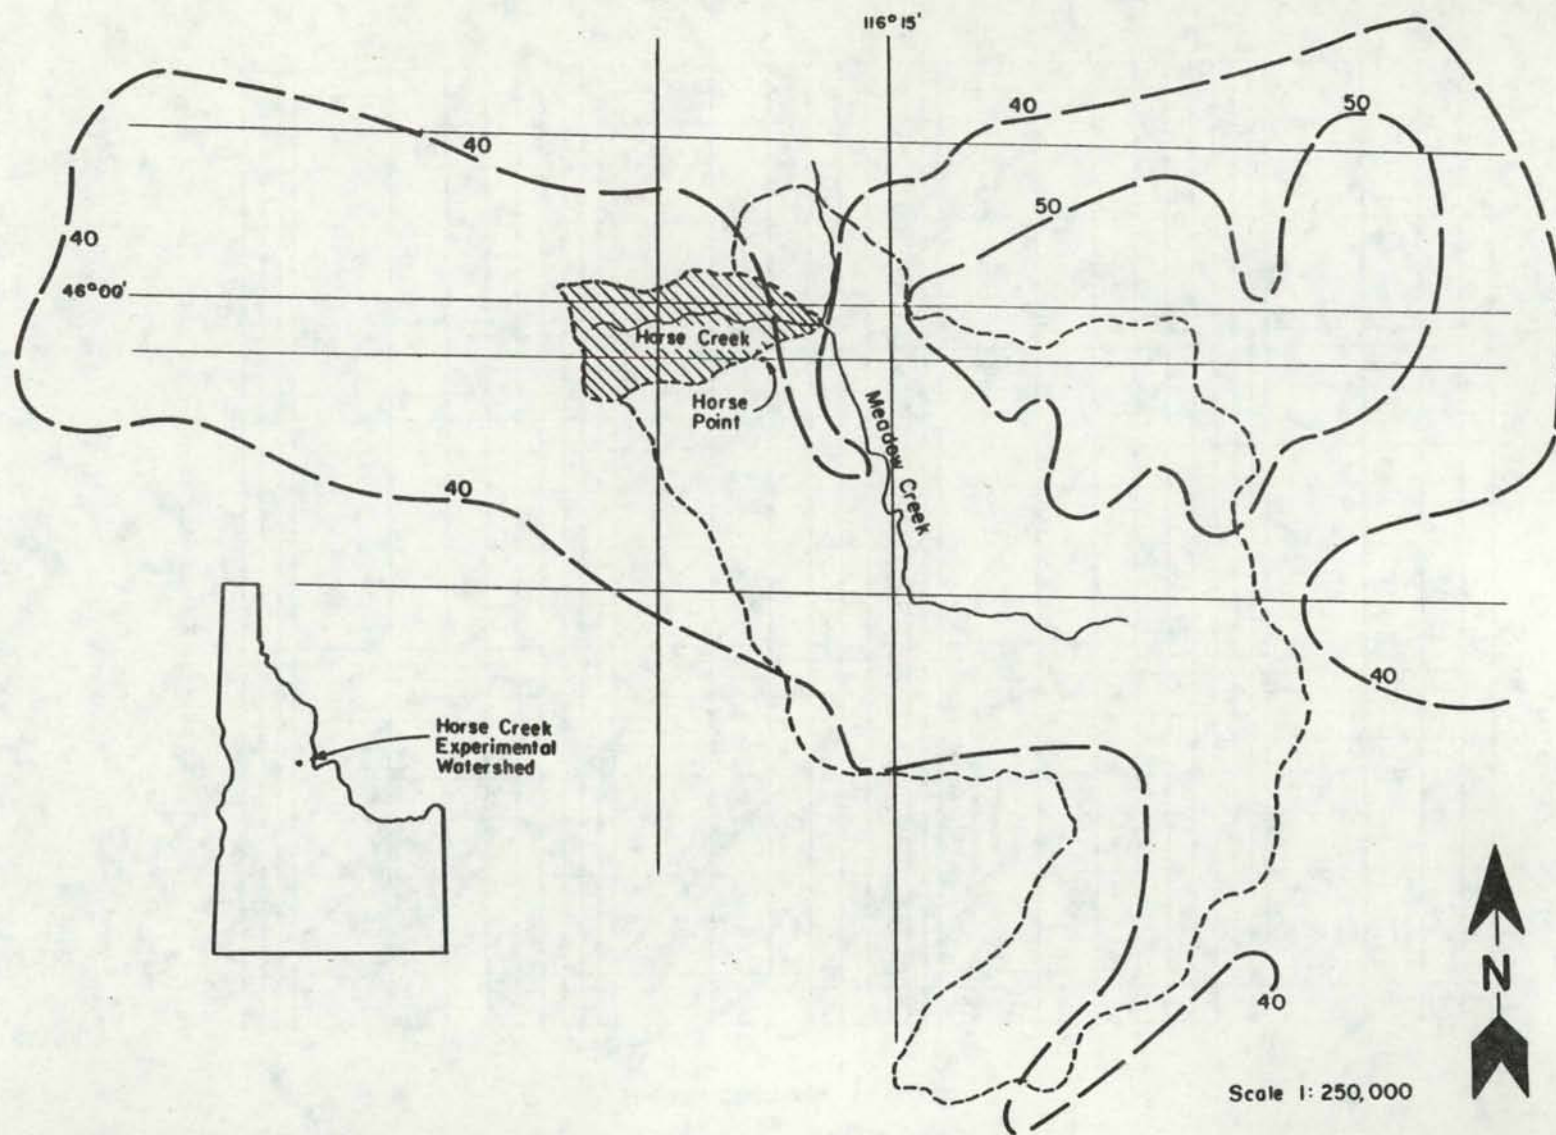 116° 15'
40
50
40
50
40
46° 00'
Horse Creek
Horse
Point
Meadow Creek
40
40
Horse Creek
Experimental
Watershed
40
N
Scale 1: 250,000